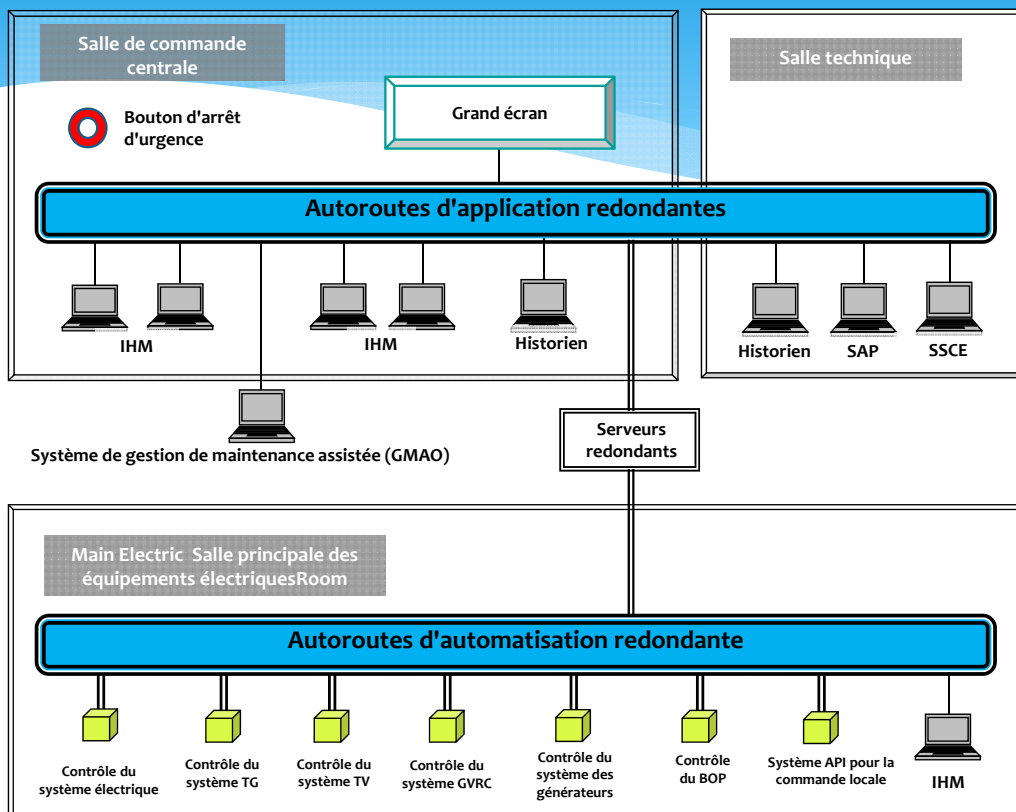 Salle de commande
centrale
Salle technique
Bouton d'arrêt
d'urgence
Grand écran
Autoroutes d'application redondantes
IHM
IHM
Historien
Historien
SAP
SSCE
Système de gestion de maintenance assistée (GMAO)
Serveurs
redondants
Main Electric Salle principale des
équipements électriquesRoom
Autoroutes d'automatisation redondante
Contrôle du
système électrique
Contrôle du
système TG
Contrôle du
système TV
Contrôle du
système GVRC
Contrôle du
système des
générateurs
Contrôle
du BOP
Système API pour la
commande locale
IHM